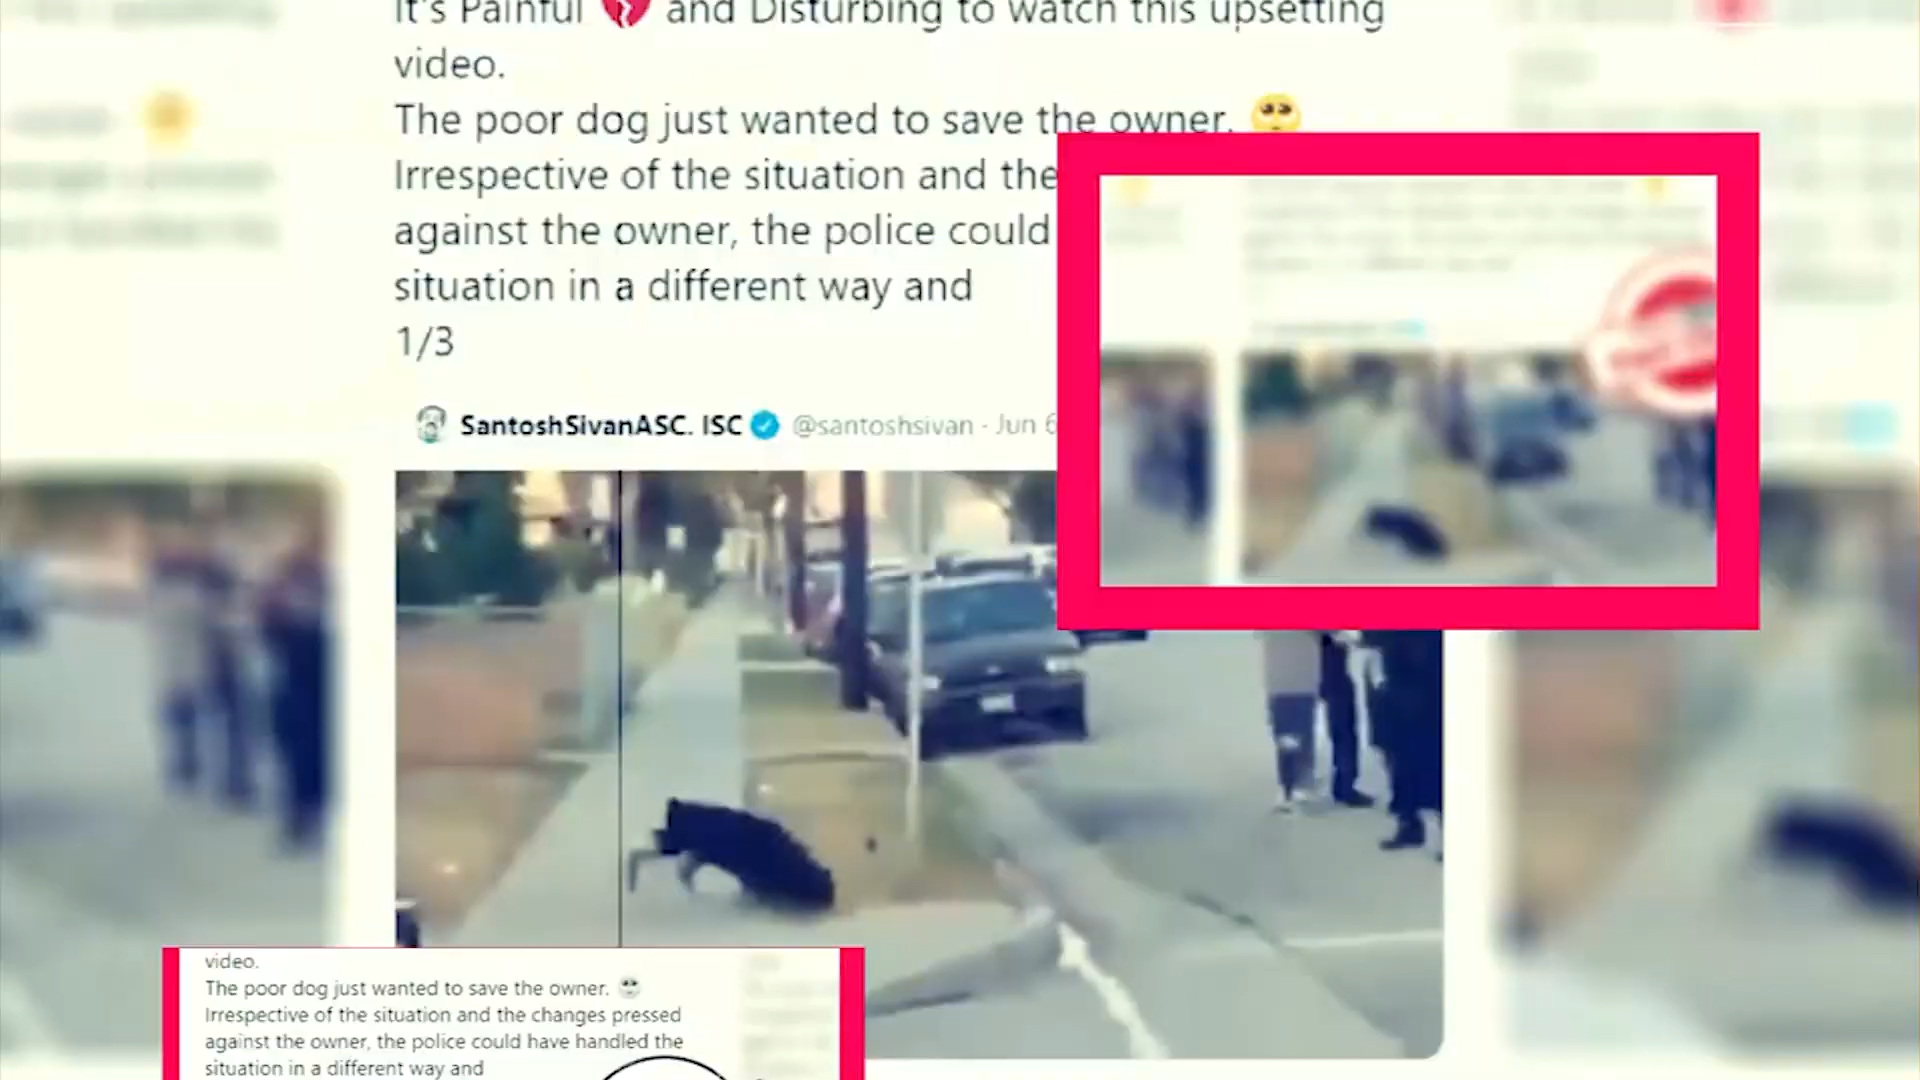 It's Painful 💔 and Disturbing to watch this upsetting
video.
The poor dog just wanted to save the owner. 🥺
Irrespective of the situation and the
against the owner, the police could
situation in a different way and
1/3
SantoshSivanASC. ISC @santoshsivan · Jun 6
video.
The poor dog just wanted to save the owner. 🥺
Irrespective of the situation and the changes pressed
against the owner, the police could have handled the
situation in a different way and